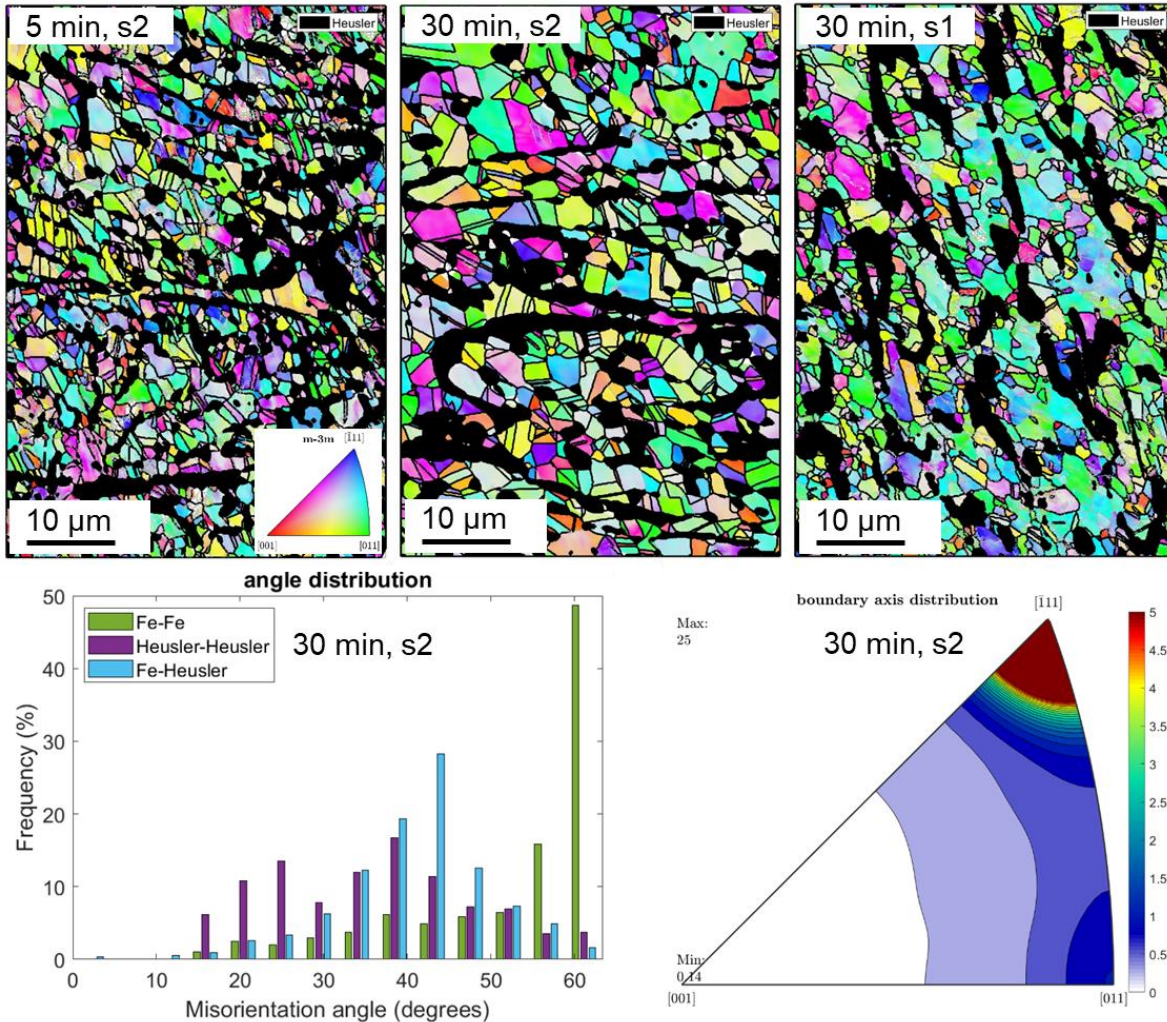 5 min, s2
Heusler
m-3m
[1̄11]
[001]
[011]
10 µm
30 min, s2
Heusler
10 µm
30 min, s1
Heusler
10 µm
angle distribution
Fe-Fe
Heusler-Heusler
Fe-Heusler
30 min, s2
Frequency (%)
50
40
30
20
10
0
0
10
20
30
40
50
60
Misorientation angle (degrees)
boundary axis distribution
Max:
25
30 min, s2
[1̄11]
Min:
0.14
[001]
[011]
5
4.5
4
3.5
3
2.5
2
1.5
1
0.5
0